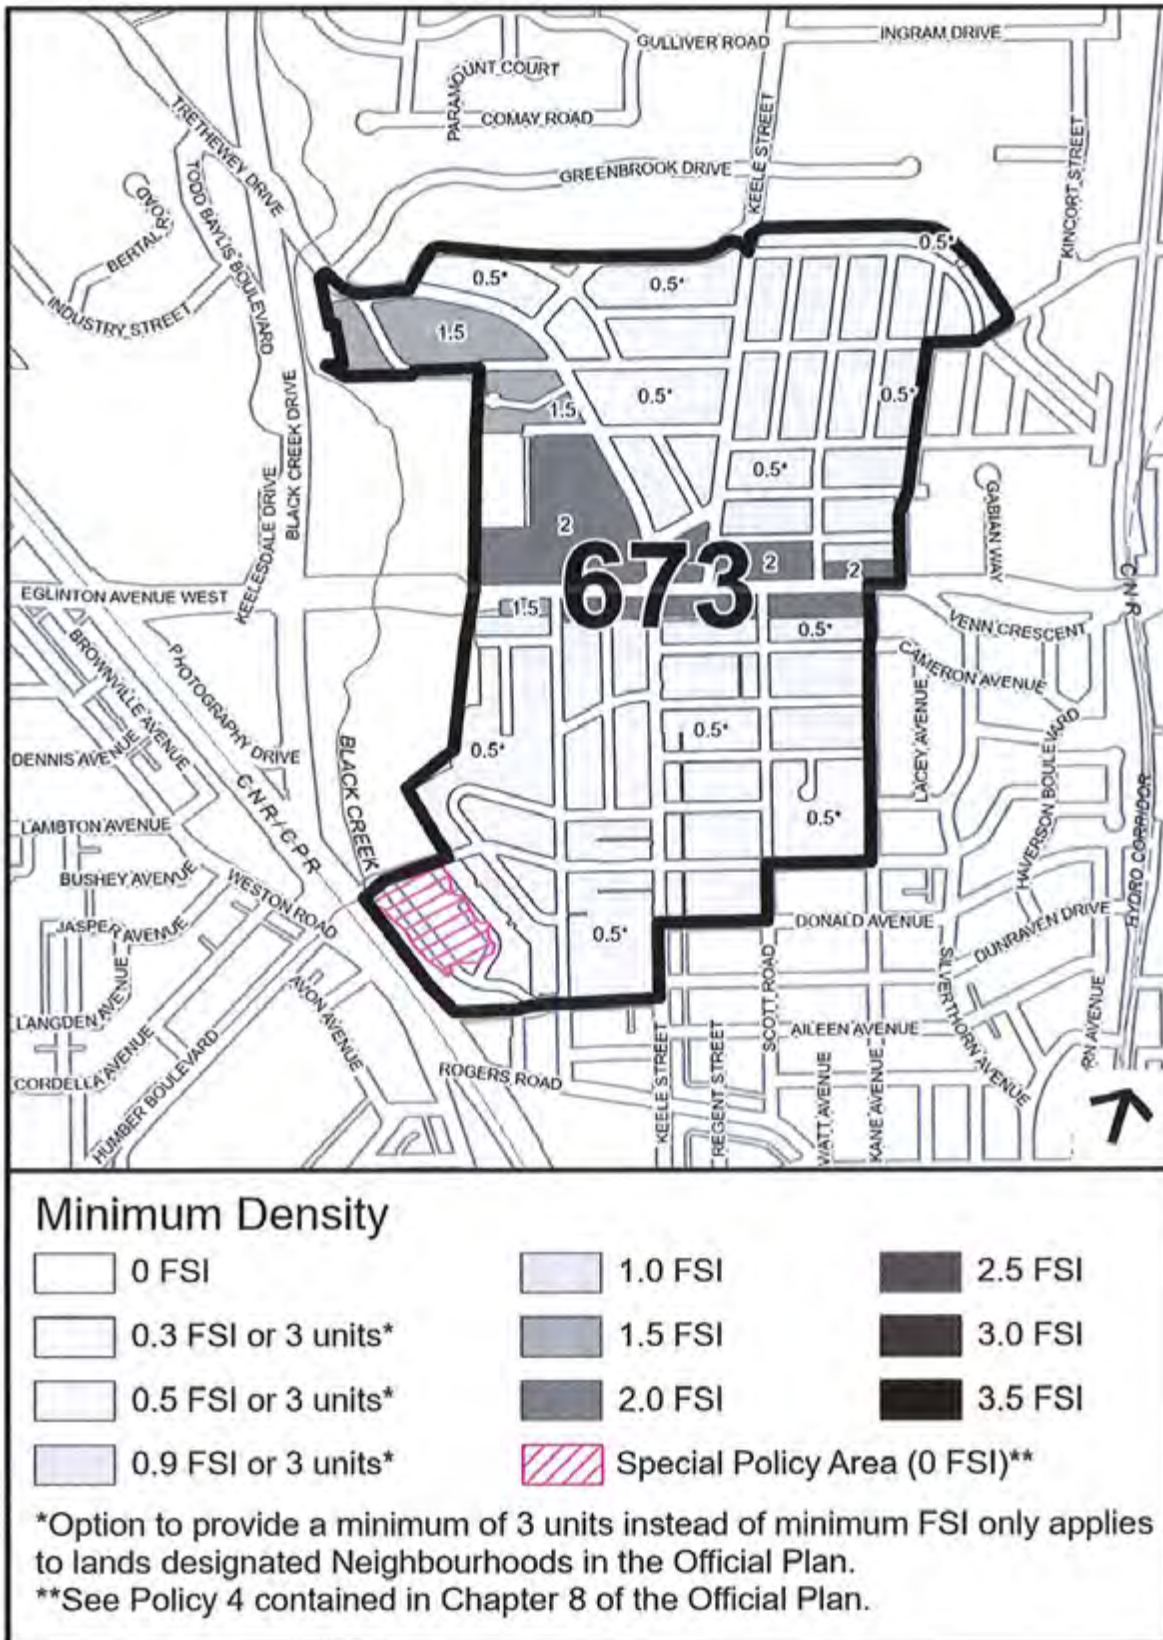 GULLIVER ROAD
INGRAM DRIVE
PARAMOUNT COURT
COMAY ROAD
KEELE STREET
KINCORT STREET
TRETHEWEY DRIVE
TODD BAYLIS BOULEVARD
GREENBROOK DRIVE
BERTAL ROAD
INDUSTRY STREET
0.5*
0.5*
0.5*
1.5
BLACK CREEK DRIVE
0.5*
0.5*
1.5
KEELESDALE DRIVE
0.5*
GABIAN WAY
2
673
2
2
C N R
EGLINTON AVENUE WEST
1.5
0.5*
VENN CRESCENT
BROWNVILLE AVENUE
PHOTOGRAPHY DRIVE
CAMERON AVENUE
DENNIS AVENUE
BLACK CREEK
0.5*
0.5*
LACEY AVENUE
HAVERSON BOULEVARD
HYDRO CORRIDOR
C N R / C P R
LAMBTON AVENUE
0.5*
BUSHEY AVENUE
WESTON ROAD
JASPER AVENUE
0.5*
DONALD AVENUE
DUNRAVEN DRIVE
SILVERTHORN AVENUE
AVON AVENUE
SCOTT ROAD
LANGDEN AVENUE
AILEEN AVENUE
RN AVENUE
CORDELLA AVENUE
HUMBER BOULEVARD
ROGERS ROAD
KEELE STREET
REGENT STREET
WATT AVENUE
KANE AVENUE
Minimum Density
0 FSI
0.3 FSI or 3 units*
0.5 FSI or 3 units*
0.9 FSI or 3 units*
1.0 FSI
1.5 FSI
2.0 FSI
Special Policy Area (0 FSI)**
2.5 FSI
3.0 FSI
3.5 FSI
*Option to provide a minimum of 3 units instead of minimum FSI only applies
to lands designated Neighbourhoods in the Official Plan.
**See Policy 4 contained in Chapter 8 of the Official Plan.